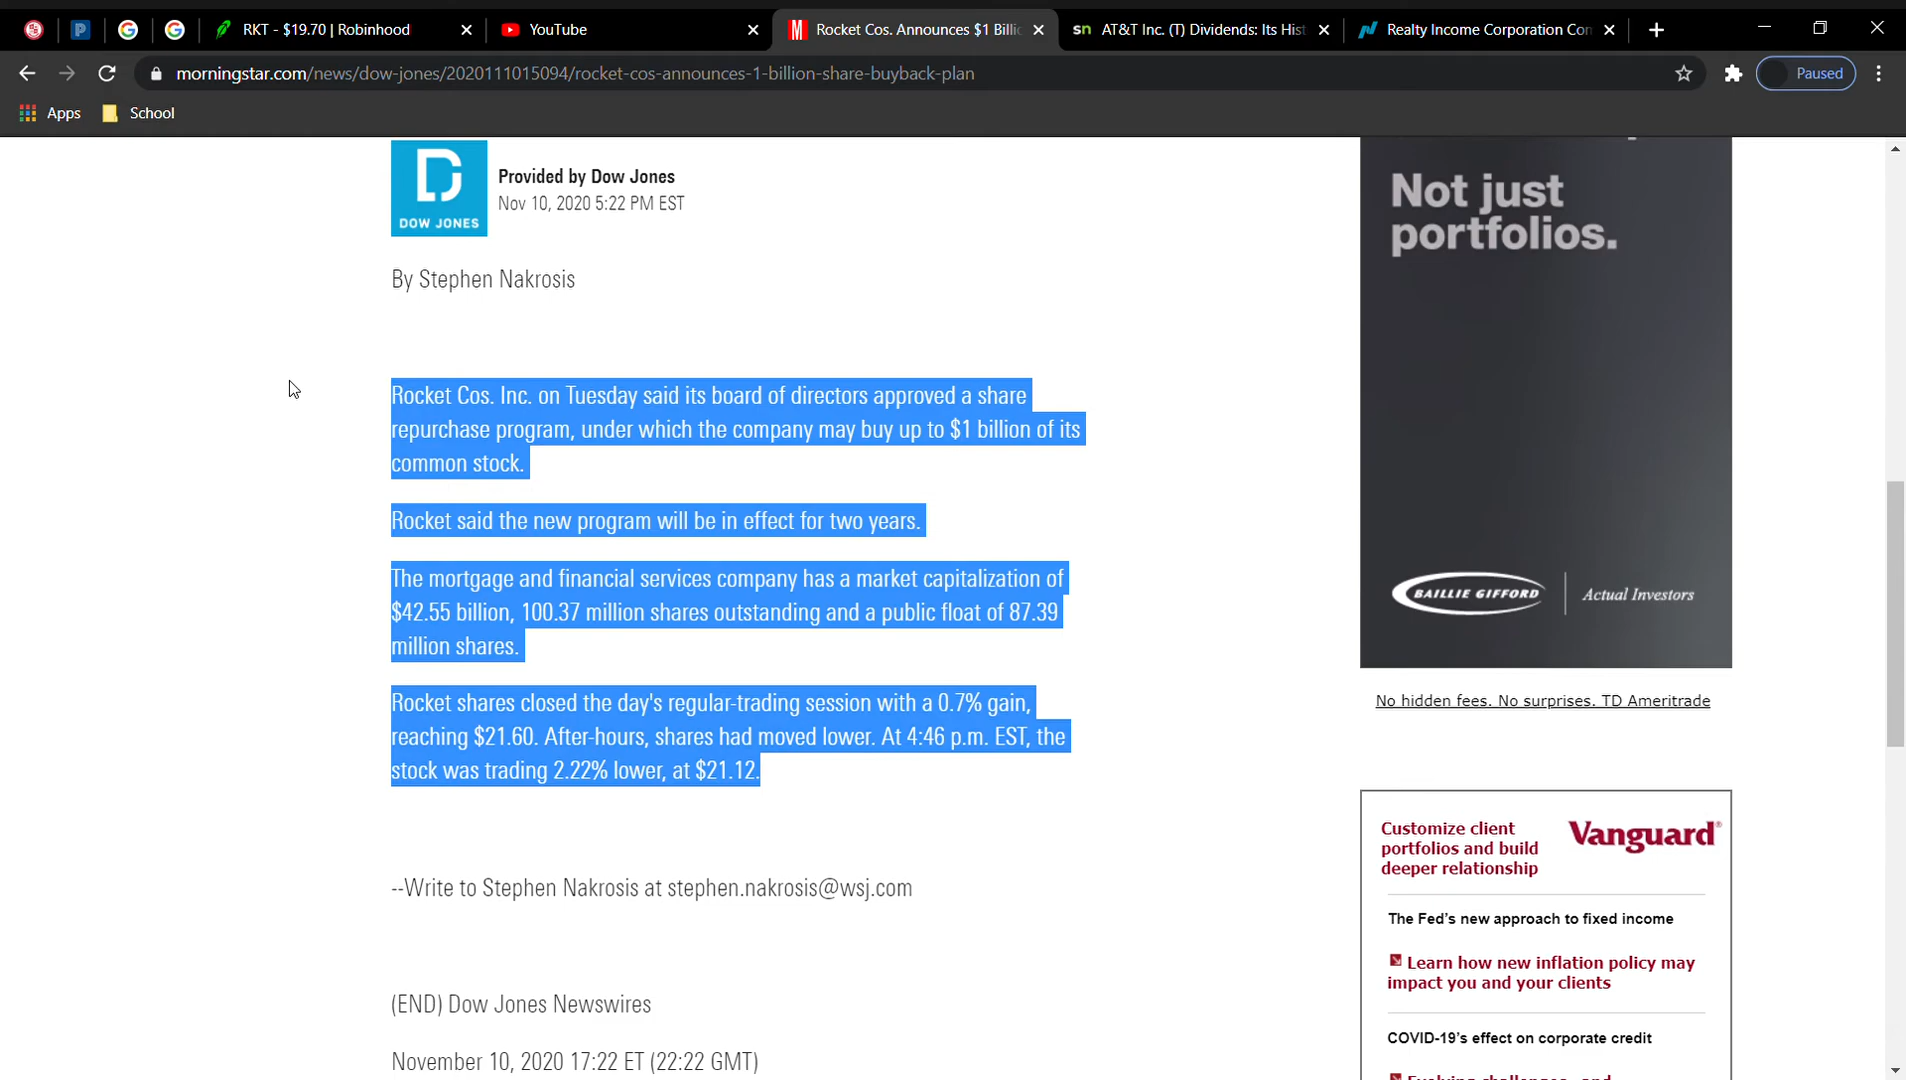 RKT - $19.70 | Robinhood
YouTube
Rocket Cos. Announces $1 Billi
AT&T Inc. (T) Dividends: Its Hist
Realty Income Corporation Con
morningstar.com/news/dow-jones/2020111015094/rocket-cos-announces-1-billion-share-buyback-plan
Paused
Apps
School
D
DOW JONES
Provided by Dow Jones
Nov 10, 2020 5:22 PM EST
By Stephen Nakrosis
Rocket Cos. Inc. on Tuesday said its board of directors approved a share
repurchase program, under which the company may buy up to $1 billion of its
common stock.
Rocket said the new program will be in effect for two years.
The mortgage and financial services company has a market capitalization of
$42.55 billion, 100.37 million shares outstanding and a public float of 87.39
million shares.
Rocket shares closed the day's regular-trading session with a 0.7% gain,
reaching $21.60. After-hours, shares had moved lower. At 4:46 p.m. EST, the
stock was trading 2.22% lower, at $21.12.
--Write to Stephen Nakrosis at stephen.nakrosis@wsj.com
(END) Dow Jones Newswires
November 10, 2020 17:22 ET (22:22 GMT)
Not just
portfolios.
BAILLIE GIFFORD
Actual Investors
No hidden fees. No surprises. TD Ameritrade
Customize client
portfolios and build
deeper relationship
Vanguard®
The Fed's new approach to fixed income
Learn how new inflation policy may
impact you and your clients
COVID-19's effect on corporate credit